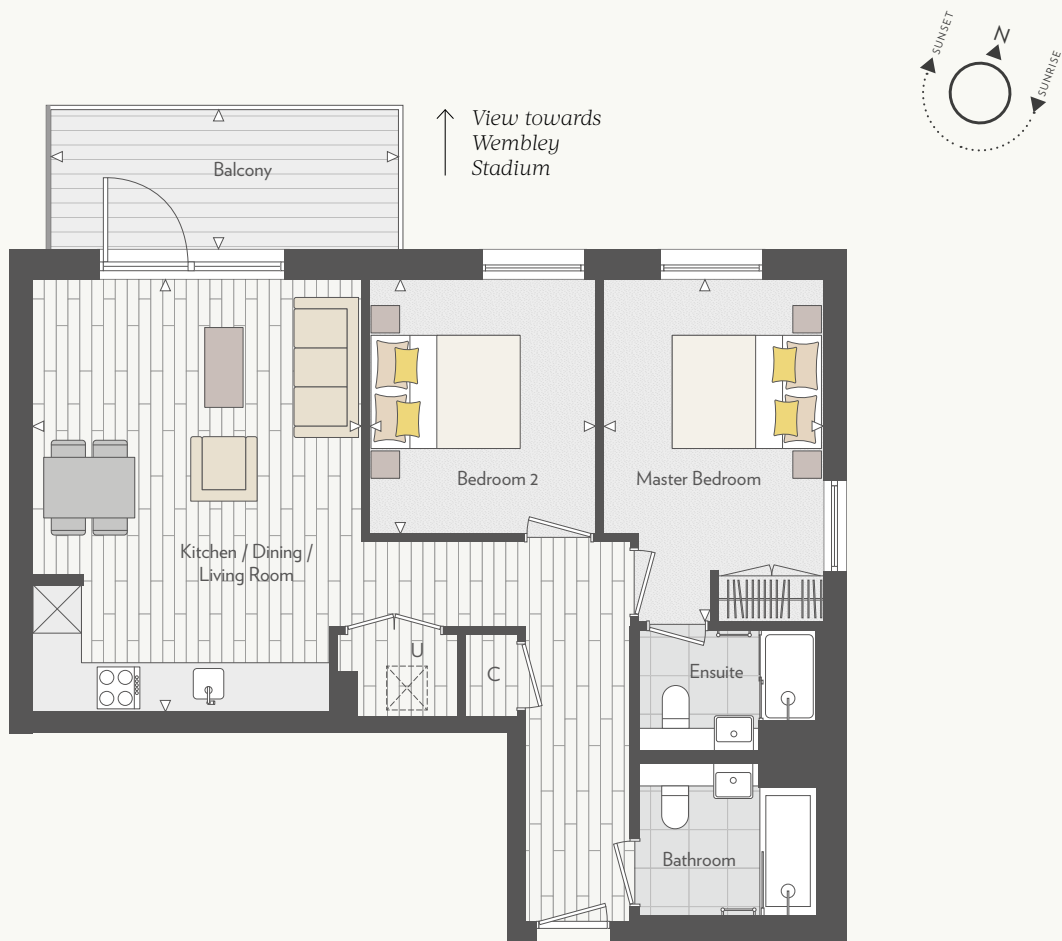 SUNSET
N
SUNRISE
View towards
Wembley
Stadium
Balcony
Bedroom 2
Master Bedroom
Kitchen / Dining /
Living Room
U
C
Ensuite
Bathroom